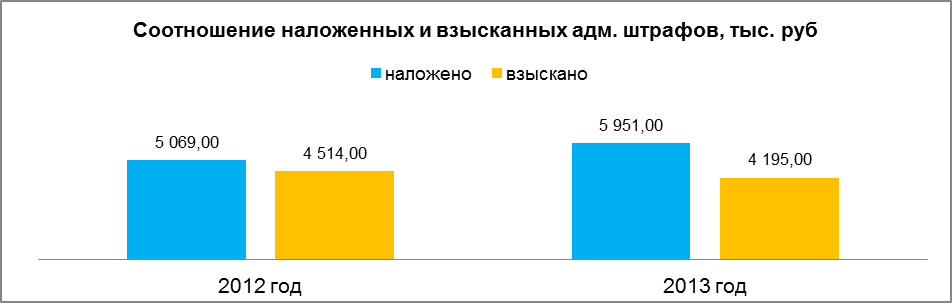 Соотношение наложенных и взысканных адм. штрафов, тыс. руб
наложено взыскано
5 069,00 4 514,00 5 951,00 4 195,00
2012 год 2013 год